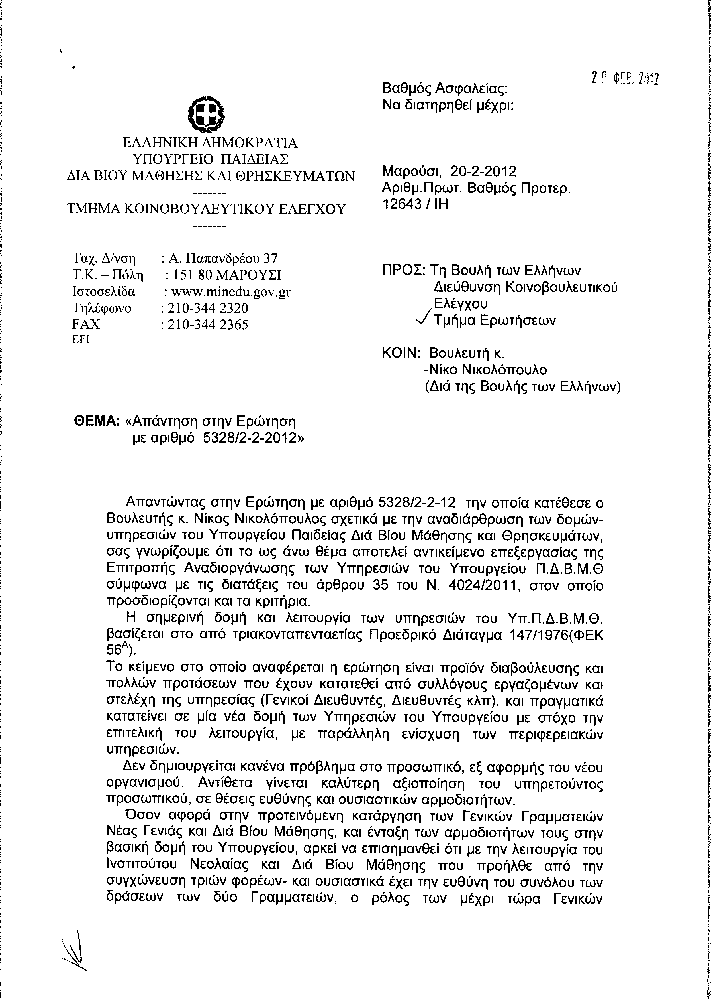 20 ΦΕΒ. 2012
Βαθμός Ασφαλείας:
Να διατηρηθεί μέχρι:
ΕΛΛΗΝΙΚΗ ΔΗΜΟΚΡΑΤΙΑ
ΥΠΟΥΡΓΕΙΟ ΠΑΙΔΕΙΑΣ
ΔΙΑ ΒΙΟΥ ΜΑΘΗΣΗΣ ΚΑΙ ΘΡΗΣΚΕΥΜΑΤΩΝ
-------
ΤΜΗΜΑ ΚΟΙΝΟΒΟΥΛΕΥΤΙΚΟΥ ΕΛΕΓΧΟΥ
-------
Μαρούσι, 20-2-2012
Αριθμ.Πρωτ. Βαθμός Προτερ.
12643 / ΙΗ
Ταχ. Δ/νση : Α. Παπανδρέου 37
Τ.Κ. – Πόλη : 151 80 ΜΑΡΟΥΣΙ
Ιστοσελίδα : www.minedu.gov.gr
Τηλέφωνο : 210-344 2320
FAX : 210-344 2365
EFI
ΠΡΟΣ: Τη Βουλή των Ελλήνων
Διεύθυνση Κοινοβουλευτικού
Ελέγχου
Τμήμα Ερωτήσεων
ΚΟΙΝ: Βουλευτή κ.
-Νίκο Νικολόπουλο
(Διά της Βουλής των Ελλήνων)
ΘΕΜΑ: «Απάντηση στην Ερώτηση
με αριθμό 5328/2-2-2012»
Απαντώντας στην Ερώτηση με αριθμό 5328/2-2-12 την οποία κατέθεσε ο
Βουλευτής κ. Νίκος Νικολόπουλος σχετικά με την αναδιάρθρωση των δομών-
υπηρεσιών του Υπουργείου Παιδείας Διά Βίου Μάθησης και Θρησκευμάτων,
σας γνωρίζουμε ότι το ως άνω θέμα αποτελεί αντικείμενο επεξεργασίας της
Επιτροπής Αναδιοργάνωσης των Υπηρεσιών του Υπουργείου Π.Δ.Β.Μ.Θ
σύμφωνα με τις διατάξεις του άρθρου 35 του Ν. 4024/2011, στον οποίο
προσδιορίζονται και τα κριτήρια.
Η σημερινή δομή και λειτουργία των υπηρεσιών του Υπ.Π.Δ.Β.Μ.Θ.
βασίζεται στο από τριακονταπενταετίας Προεδρικό Διάταγμα 147/1976(ΦΕΚ
56Α).
Το κείμενο στο οποίο αναφέρεται η ερώτηση είναι προϊόν διαβούλευσης και
πολλών προτάσεων που έχουν κατατεθεί από συλλόγους εργαζομένων και
στελέχη της υπηρεσίας (Γενικοί Διευθυντές, Διευθυντές κλπ), και πραγματικά
κατατείνει σε μία νέα δομή των Υπηρεσιών του Υπουργείου με στόχο την
επιτελική του λειτουργία, με παράλληλη ενίσχυση των περιφερειακών
υπηρεσιών.
Δεν δημιουργείται κανένα πρόβλημα στο προσωπικό, εξ αφορμής του νέου
οργανισμού. Αντίθετα γίνεται καλύτερη αξιοποίηση του υπηρετούντος
προσωπικού, σε θέσεις ευθύνης και ουσιαστικών αρμοδιοτήτων.
Όσον αφορά στην προτεινόμενη κατάργηση των Γενικών Γραμματειών
Νέας Γενιάς και Διά Βίου Μάθησης, και ένταξη των αρμοδιοτήτων τους στην
βασική δομή του Υπουργείου, αρκεί να επισημανθεί ότι με την λειτουργία του
Ινστιτούτου Νεολαίας και Διά Βίου Μάθησης που προήλθε από την
συγχώνευση τριών φορέων- και ουσιαστικά έχει την ευθύνη του συνόλου των
δράσεων των δύο Γραμματειών, ο ρόλος των μέχρι τώρα Γενικών